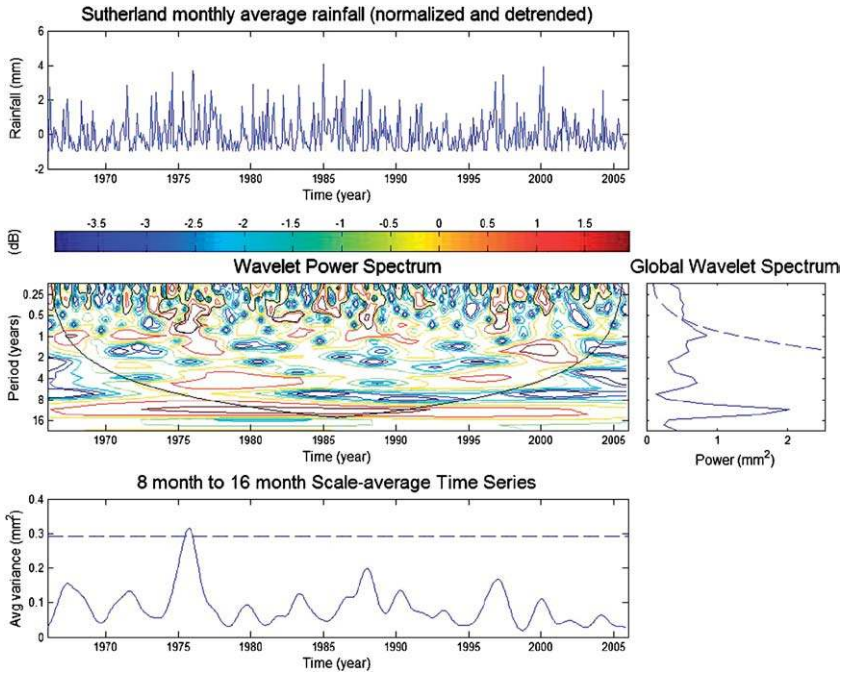 Sutherland monthly average rainfall (normalized and detrended)
Rainfall (mm)
6
4
2
0
-2
1970 1975 1980 1985 1990 1995 2000 2005
Time (year)
(dB)
-3.5 -3 -2.5 -2 -1.5 -1 -0.5 0 0.5 1 1.5
Wavelet Power Spectrum
Period (years)
0.25
0.5
1
2
4
8
16
1970 1975 1980 1985 1990 1995 2000 2005
Time (year)
Global Wavelet Spectrum
0 1 2
Power (mm²)
8 month to 16 month Scale-average Time Series
Avg variance (mm²)
0.4
0.3
0.2
0.1
0
1970 1975 1980 1985 1990 1995 2000 2005
Time (year)